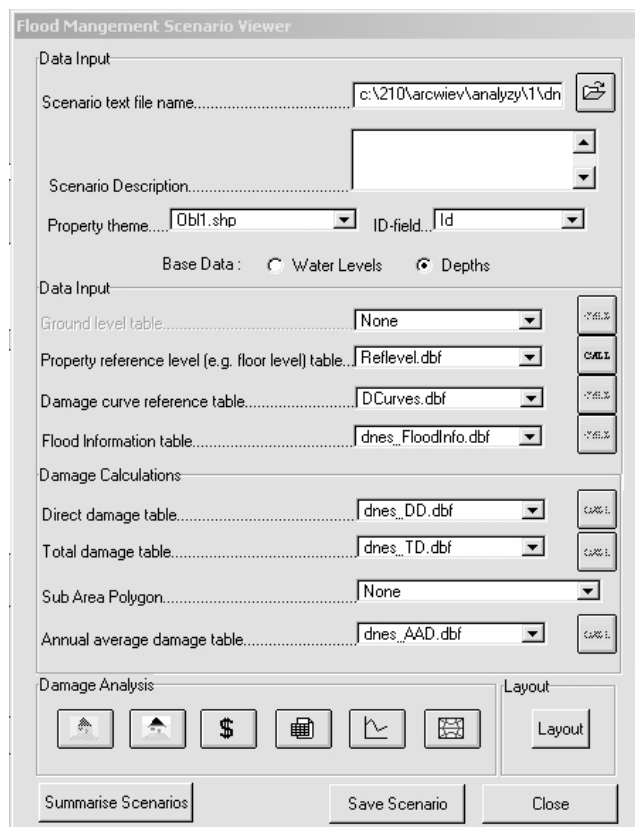 Flood Mangement Scenario Viewer
Data Input
Scenario text file name................................ c:\210\arcwiev\analyzy\1\dn
Scenario Description................................
Property theme..... Obl1.shp ID-field... Id
Base Data : Water Levels Depths
Data Input
Ground level table................................ None
Property reference level (e.g. floor level) table... Reflevel.dbf CALL
Damage curve reference table................................ DCurves.dbf
Flood Information table................................ dnes_FloodInfo.dbf
Damage Calculations
Direct damage table................................ dnes_DD.dbf
Total damage table................................ dnes_TD.dbf
Sub Area Polygon................................ None
Annual average damage table................................ dnes_AAD.dbf
Damage Analysis Layout
$ Layout
Summarise Scenarios Save Scenario Close